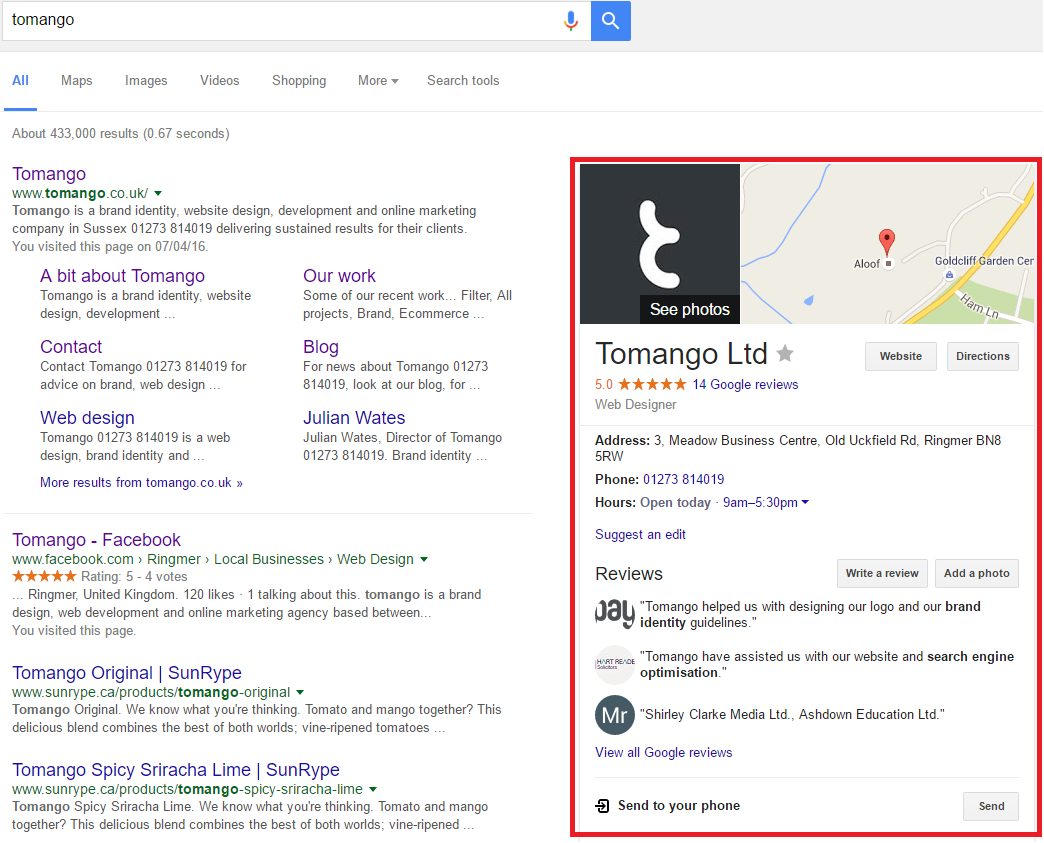 tomango
All Maps Images Videos Shopping More Search tools
About 433,000 results (0.67 seconds)
Tomango
www.tomango.co.uk/
Tomango is a brand identity, website design, development and online marketing
company in Sussex 01273 814019 delivering sustained results for their clients.
You visited this page on 07/04/16.
A bit about Tomango
Tomango is a brand identity, website
design, development ...
Our work
Some of our recent work... Filter, All
projects, Brand, Ecommerce ...
Contact
Contact Tomango 01273 814019 for
advice on brand, web design ...
Blog
For news about Tomango 01273
814019, look at our blog, for ...
Web design
Tomango 01273 814019 is a web
design, brand identity and ...
Julian Wates
Julian Wates, Director of Tomango
01273 814019. Brand identity ...
More results from tomango.co.uk »
Tomango - Facebook
www.facebook.com › Ringmer › Local Businesses › Web Design
Rating: 5 - 4 votes
... Ringmer, United Kingdom. 120 likes · 1 talking about this. tomango is a brand
design, web development and online marketing agency based between...
You visited this page.
Tomango Original | SunRype
www.sunrype.ca/products/tomango-original
Tomango Original. We know what you're thinking. Tomato and mango together? This
delicious blend combines the best of both worlds; vine-ripened tomatoes ...
Tomango Spicy Sriracha Lime | SunRype
www.sunrype.ca/products/tomango-spicy-sriracha-lime
Tomango Spicy Sriracha Lime. We know what you're thinking. Tomato and mango
together? This delicious blend combines the best of both worlds; vine-ripened ...
See photos
Aloof
Goldcliff Garden Cen
Ham Ln
Tomango Ltd
Website
Directions
5.0 14 Google reviews
Web Designer
Address: 3, Meadow Business Centre, Old Uckfield Rd, Ringmer BN8
5RW
Phone: 01273 814019
Hours: Open today · 9am–5:30pm
Suggest an edit
Reviews
Write a review
Add a photo
pay
"Tomango helped us with designing our logo and our brand
identity guidelines."
HART READE
Solicitors
"Tomango have assisted us with our website and search engine
optimisation."
Mr
"Shirley Clarke Media Ltd., Ashdown Education Ltd."
View all Google reviews
Send to your phone
Send